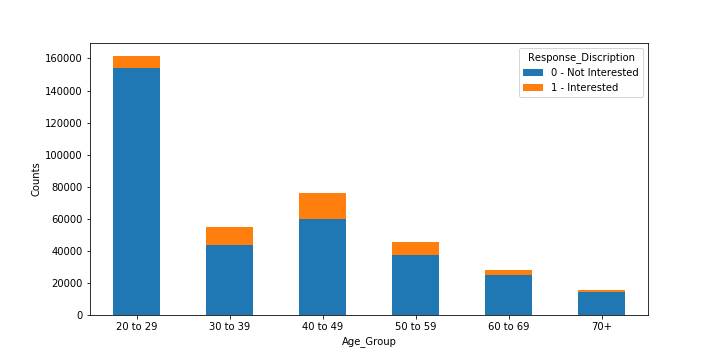 Response_Discription
0 - Not Interested
1 - Interested
Counts
160000
140000
120000
100000
80000
60000
40000
20000
0
20 to 29 30 to 39 40 to 49 50 to 59 60 to 69 70+
Age_Group